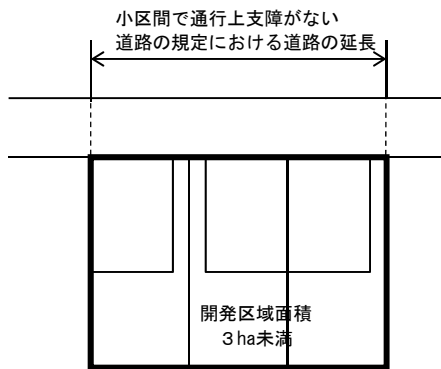 小区間で通行上支障がない
道路の規定における道路の延長
開発区域面積
3ha未満